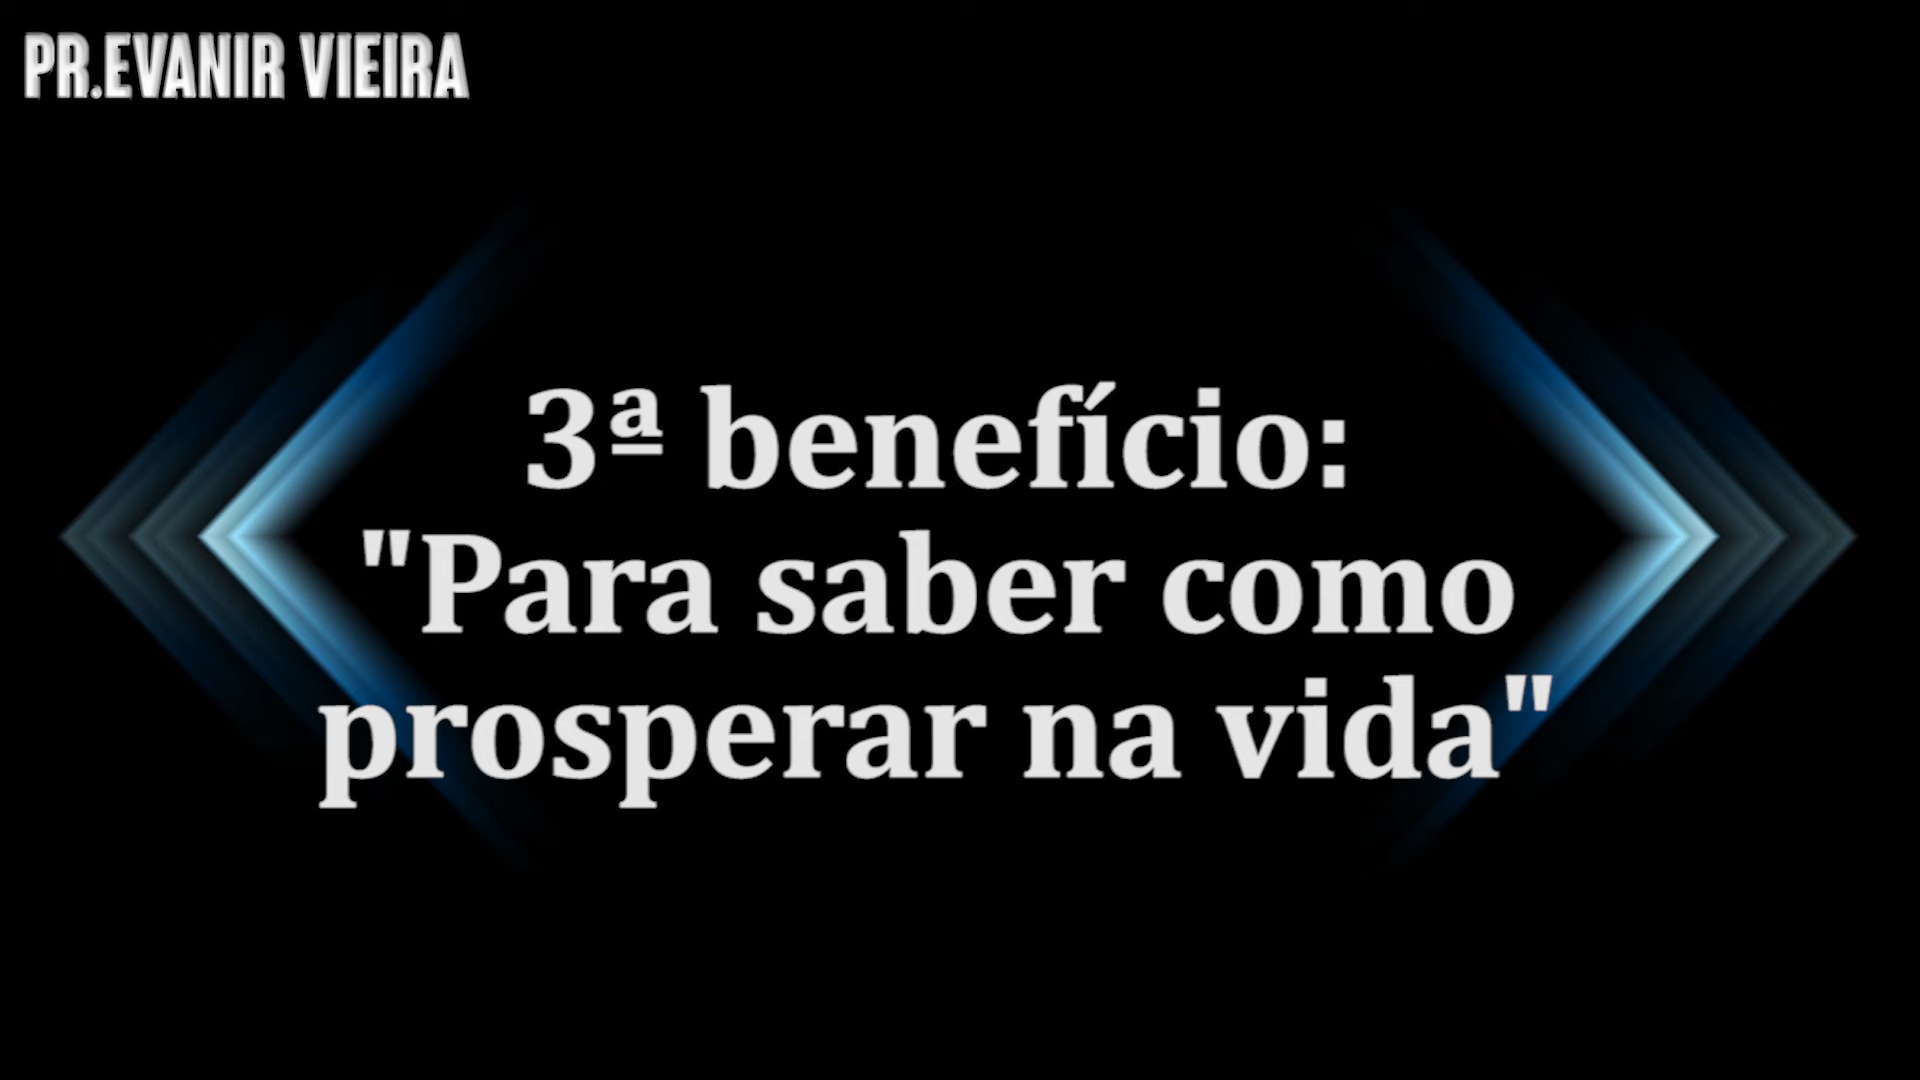 PR.EVANIR VIEIRA
3ª benefício:
"Para saber como
prosperar na vida"